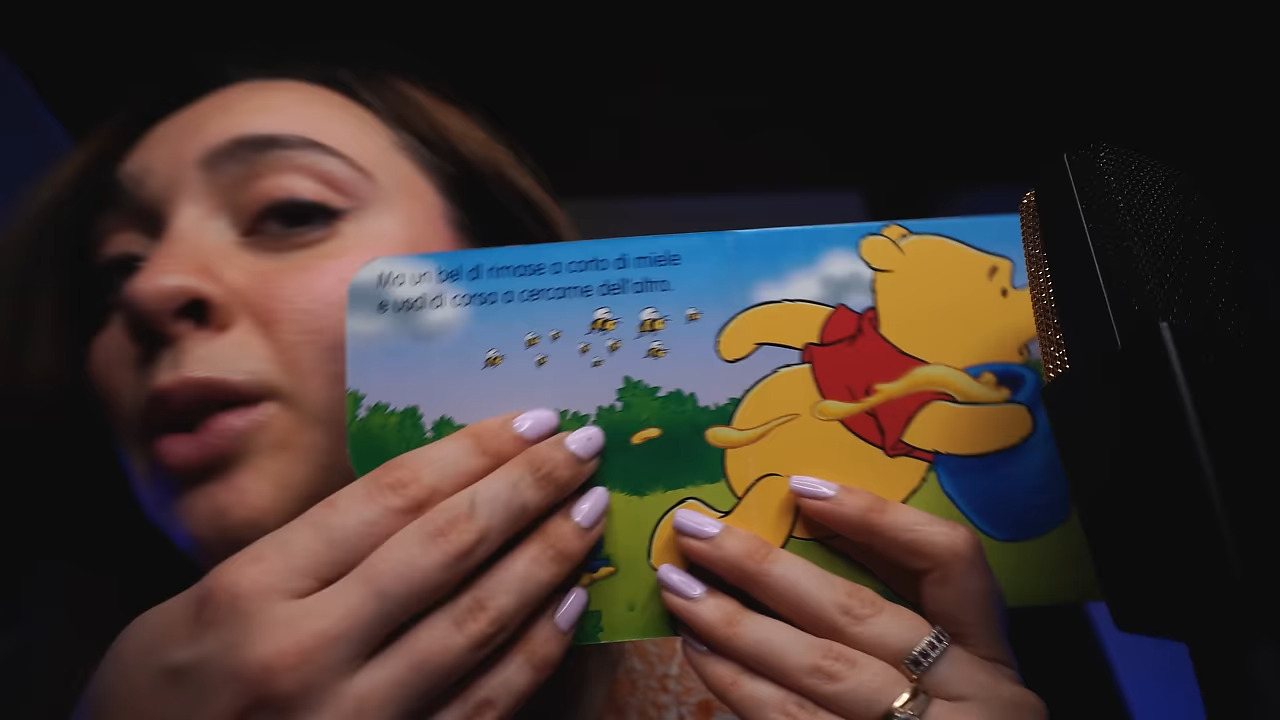 Ma un bel dì rimase a corto di miele
e uscì di corsa a cercarne dell'altro.